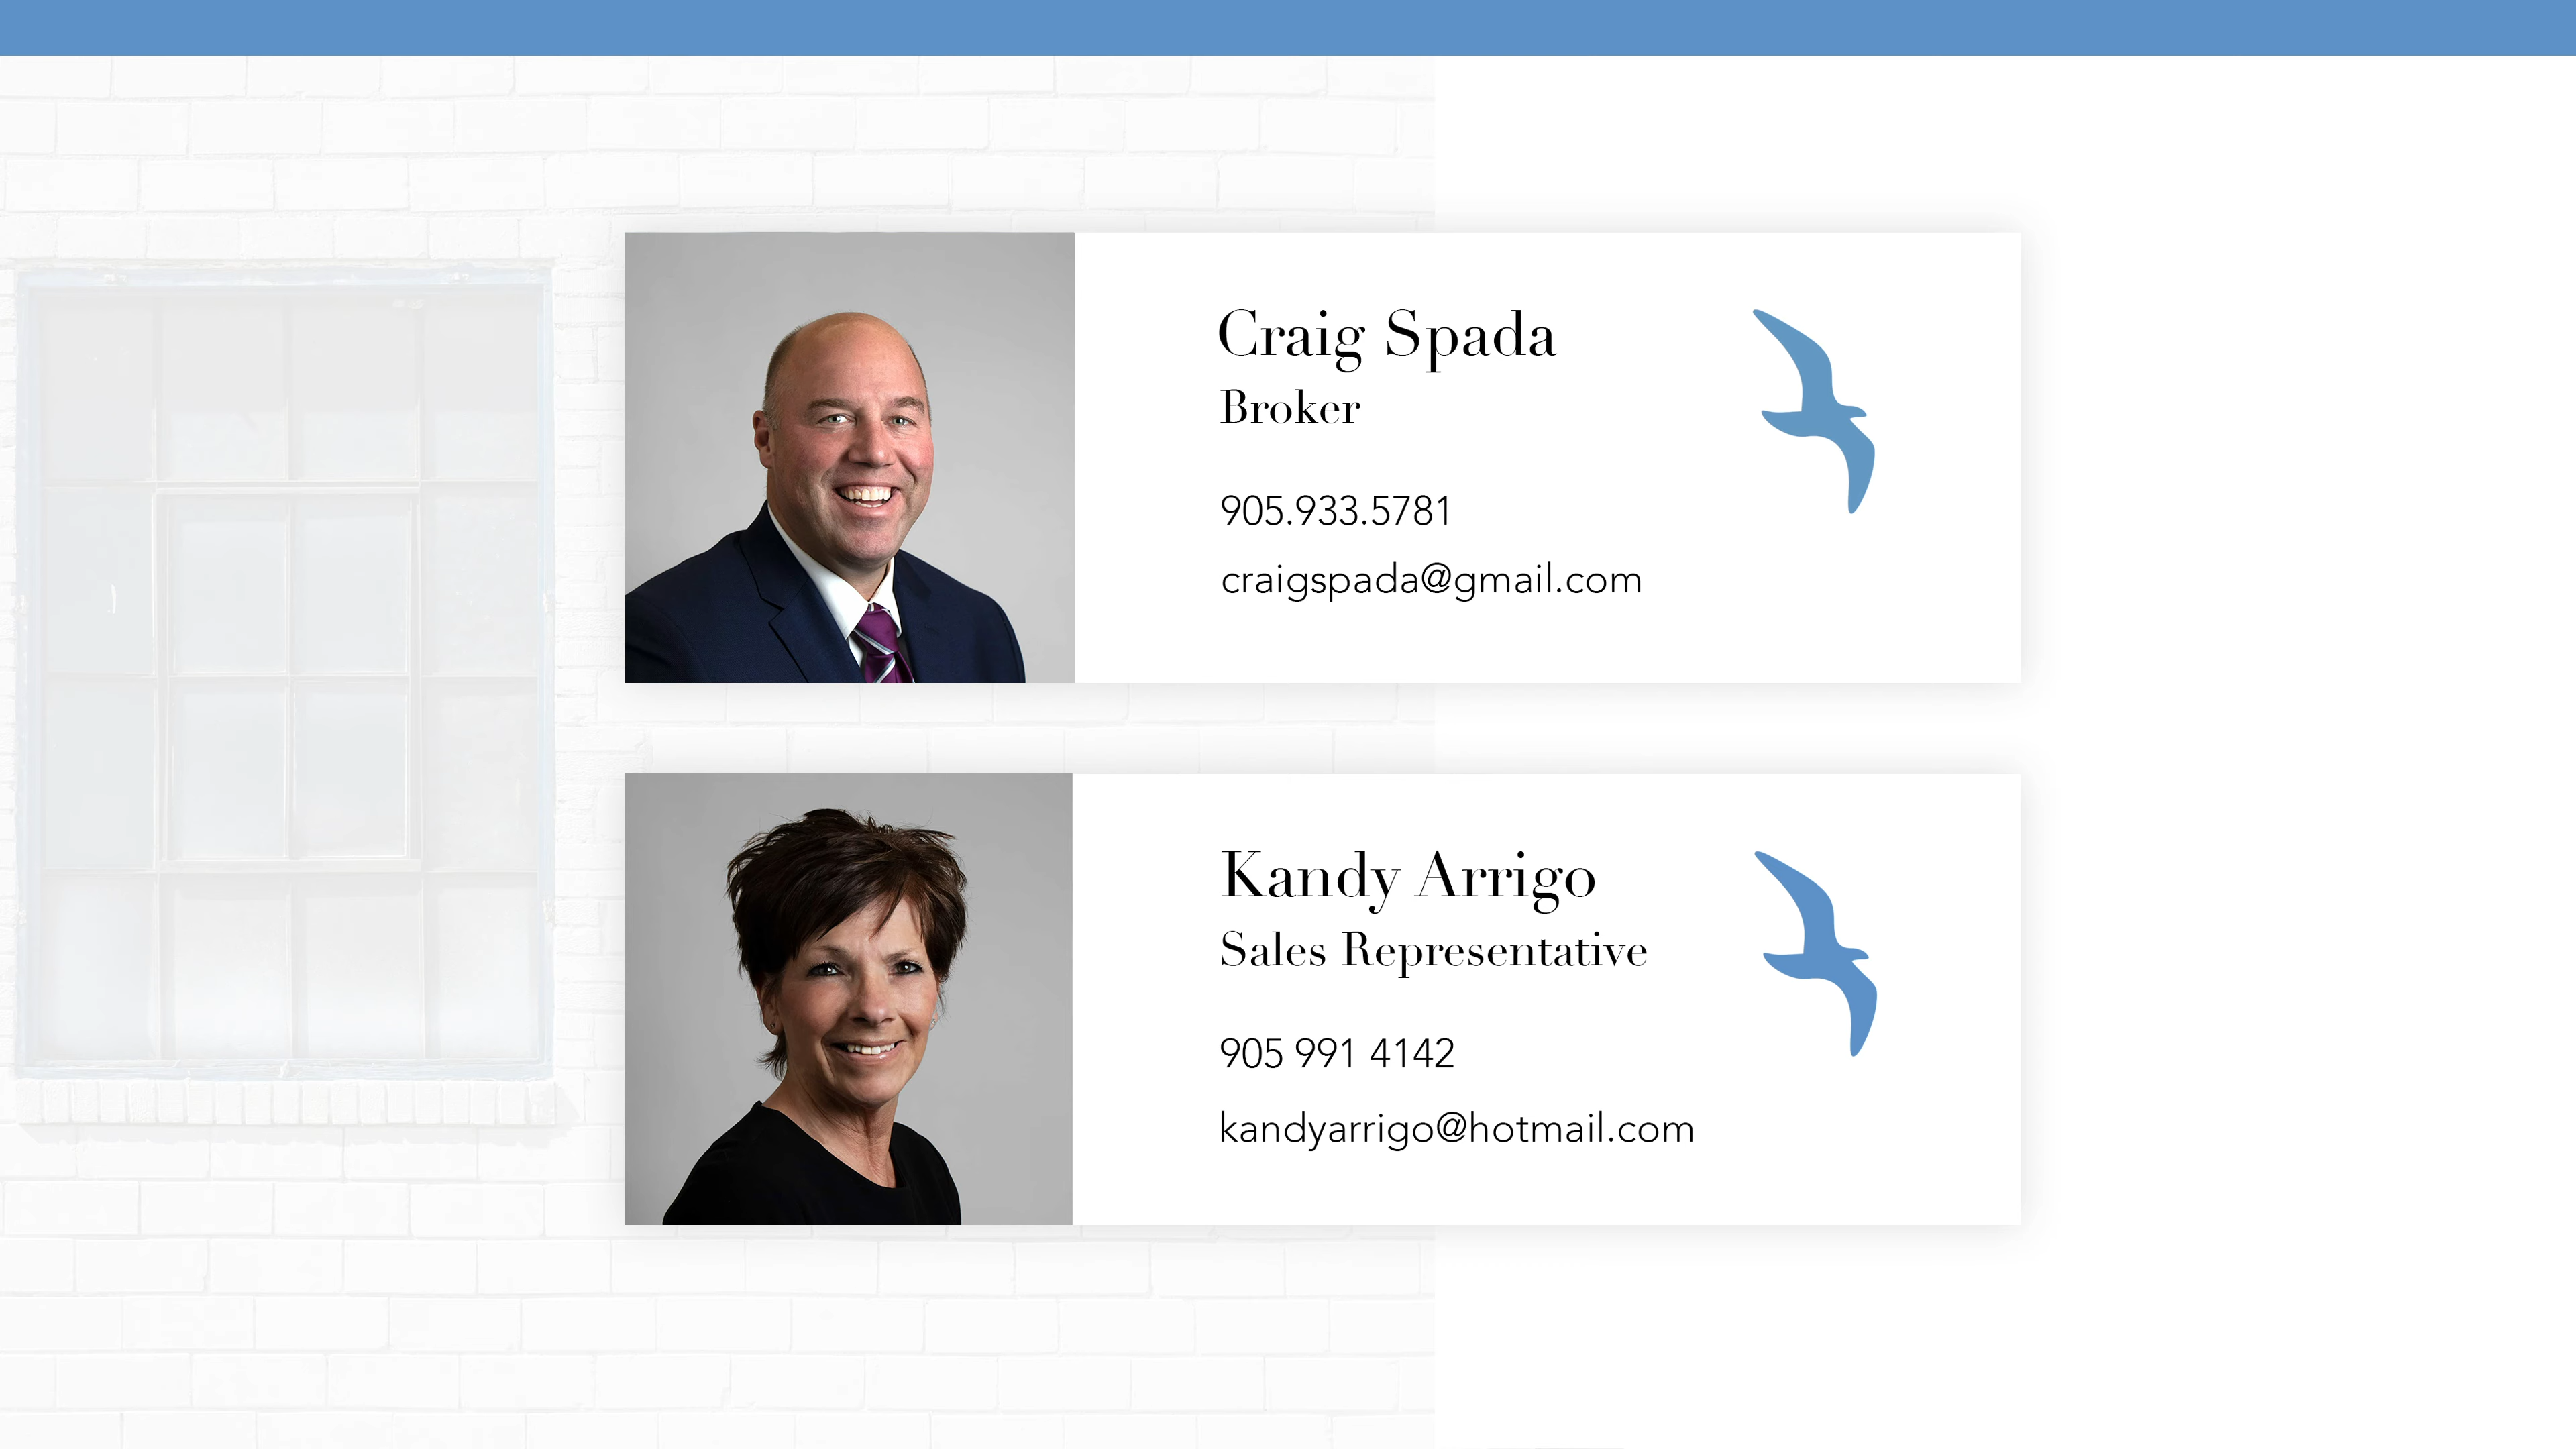 Craig Spada
Broker
905.933.5781
craigspada@gmail.com
Kandy Arrigo
Sales Representative
905 991 4142
kandyarrigo@hotmail.com